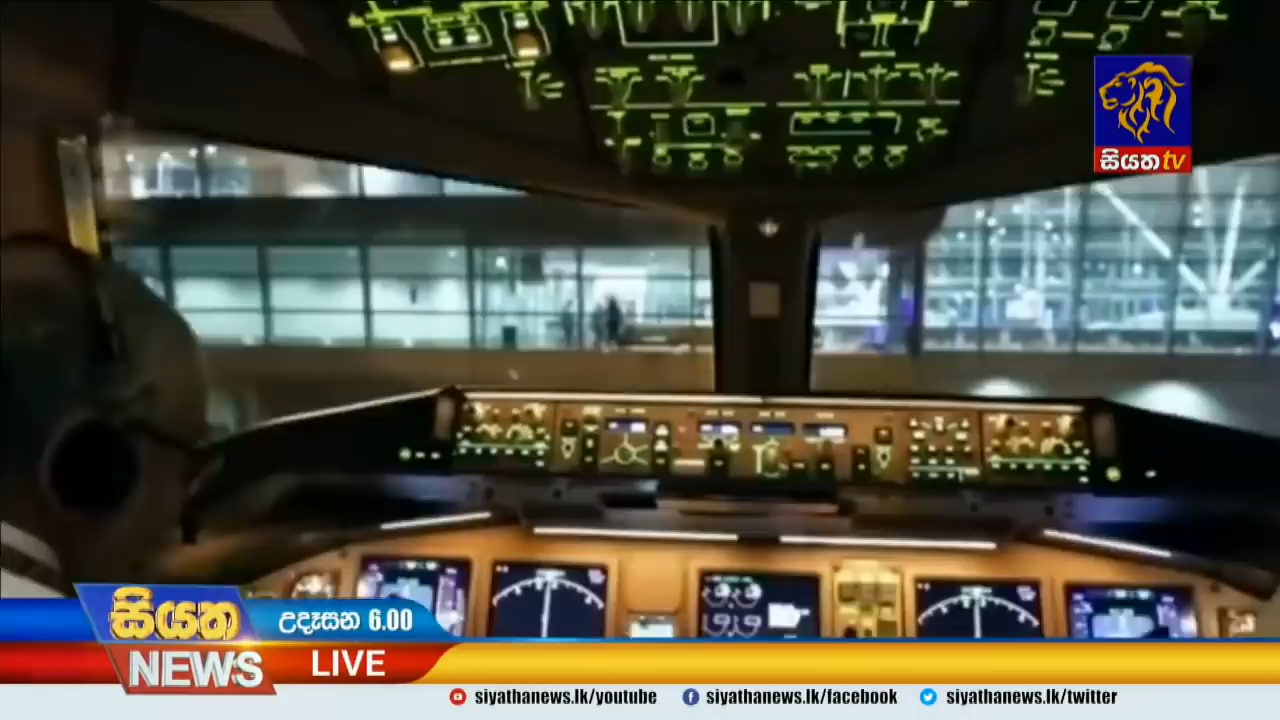 සියත tv
සියත
උදෑසන 6.00
NEWS
LIVE
siyathanews.lk/youtube
siyathanews.lk/facebook
siyathanews.lk/twitter